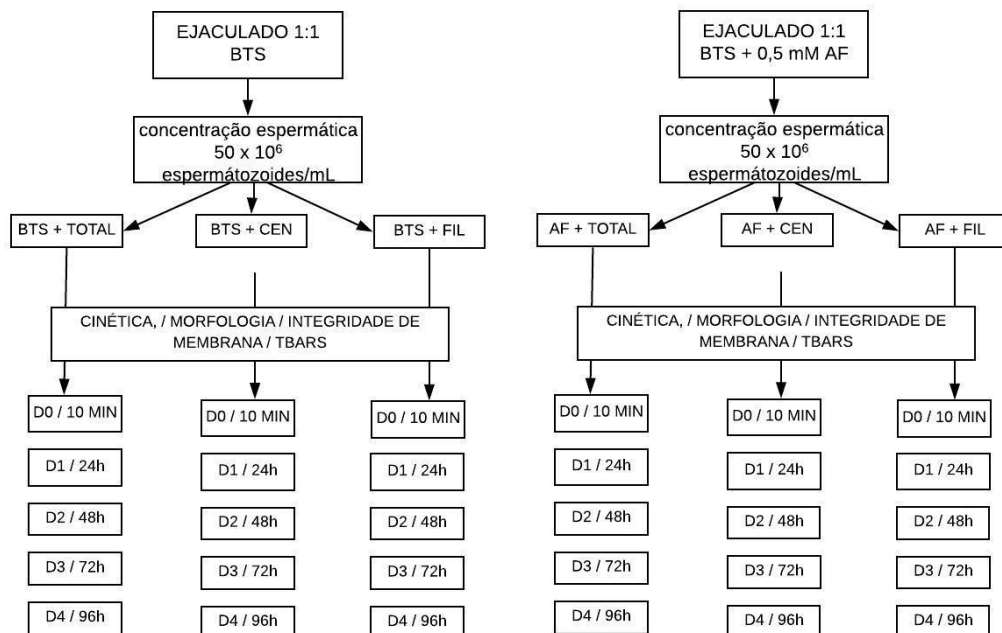 EJACULADO 1:1
BTS
concentração espermática
50 x 10⁶
espermátozoides/mL
BTS + TOTAL
BTS + CEN
BTS + FIL
CINÉTICA, / MORFOLOGIA / INTEGRIDADE DE
MEMBRANA / TBARS
D0 / 10 MIN
D0 / 10 MIN
D0 / 10 MIN
D1 / 24h
D1 / 24h
D1 / 24h
D2 / 48h
D2 / 48h
D2 / 48h
D3 / 72h
D3 / 72h
D3 / 72h
D4 / 96h
D4 / 96h
D4 / 96h
EJACULADO 1:1
BTS + 0,5 mM AF
concentração espermática
50 x 10⁶
espermátozoides/mL
AF + TOTAL
AF + CEN
AF + FIL
CINÉTICA, / MORFOLOGIA / INTEGRIDADE DE
MEMBRANA / TBARS
D0 / 10 MIN
D0 / 10 MIN
D0 / 10 MIN
D1 / 24h
D1 / 24h
D1 / 24h
D2 / 48h
D2 / 48h
D2 / 48h
D3 / 72h
D3 / 72h
D3 / 72h
D4 / 96h
D4 / 96h
D4 / 96h